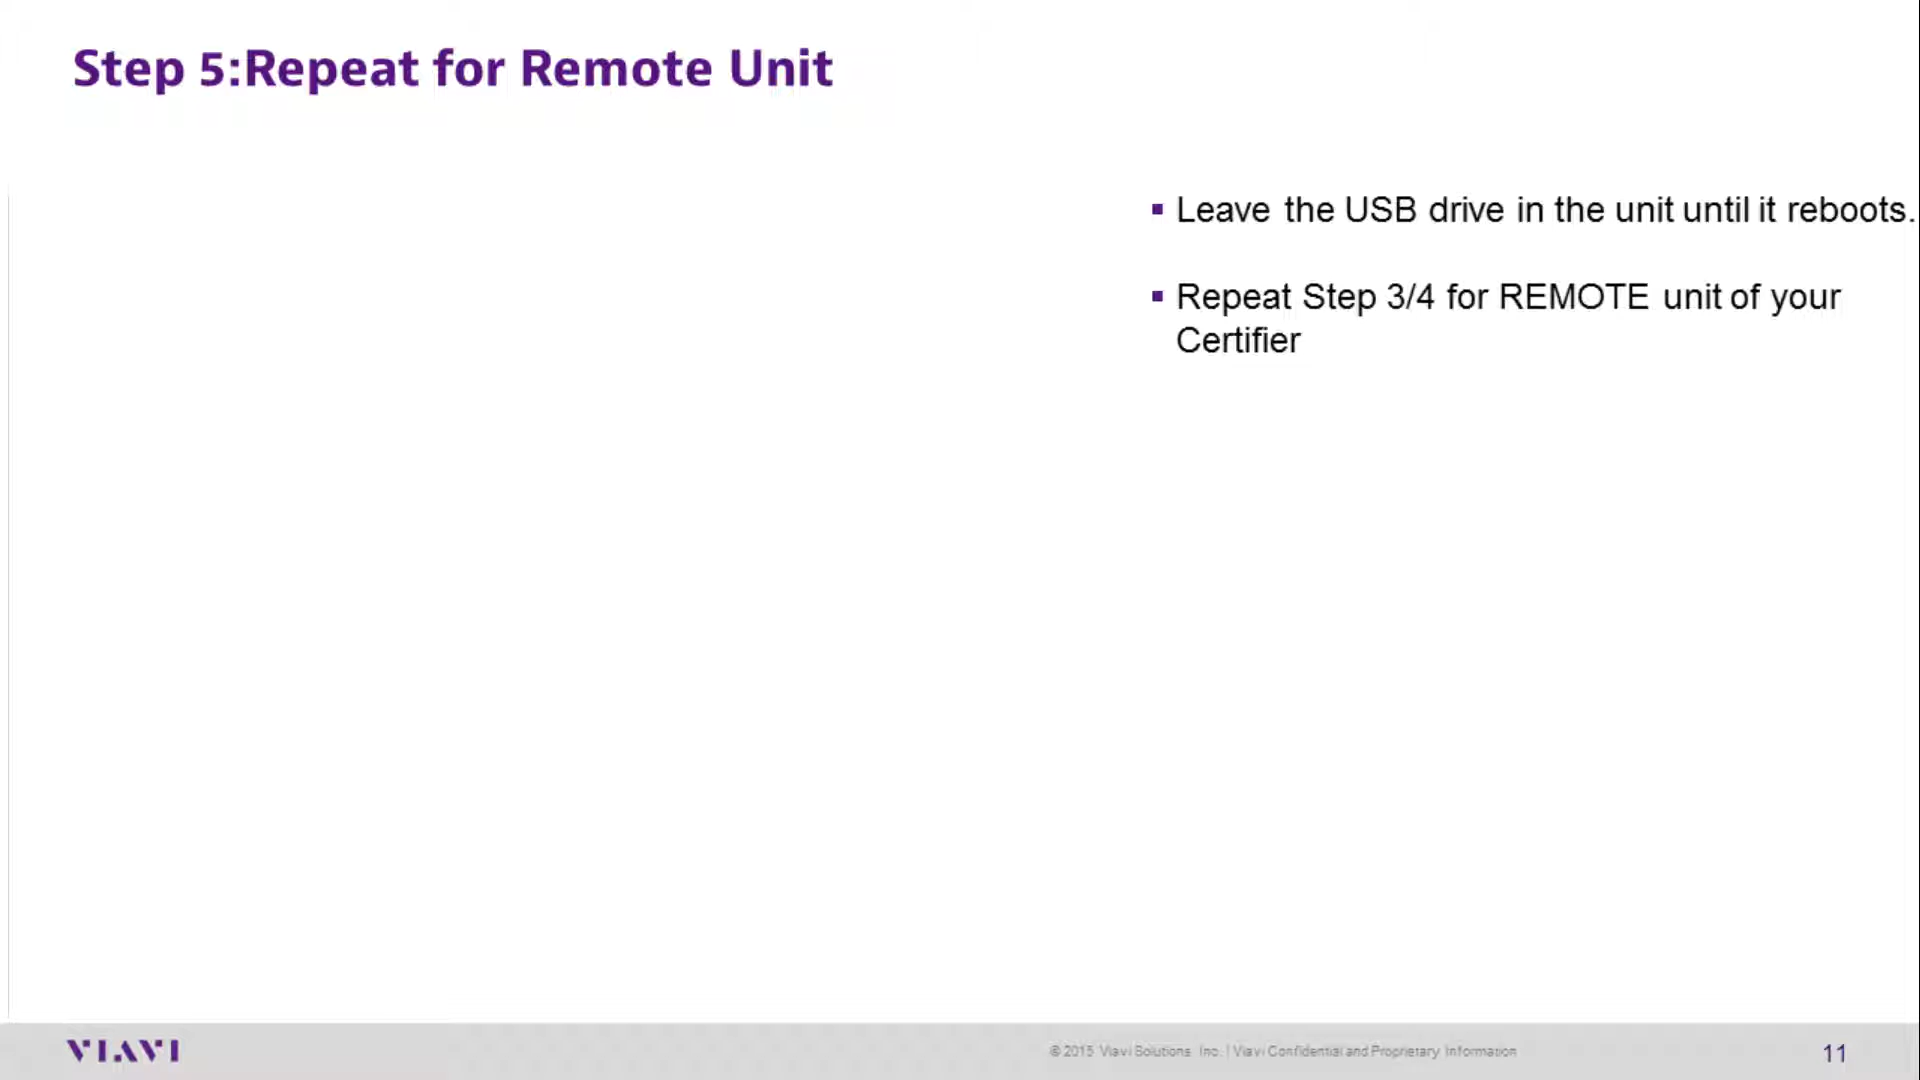 Step 5:Repeat for Remote Unit
▪ Leave the USB drive in the unit until it reboots.
▪ Repeat Step 3/4 for REMOTE unit of your
Certifier
VIAVI
© 2015 Viavi Solutions Inc. | Viavi Confidential and Proprietary Information
11